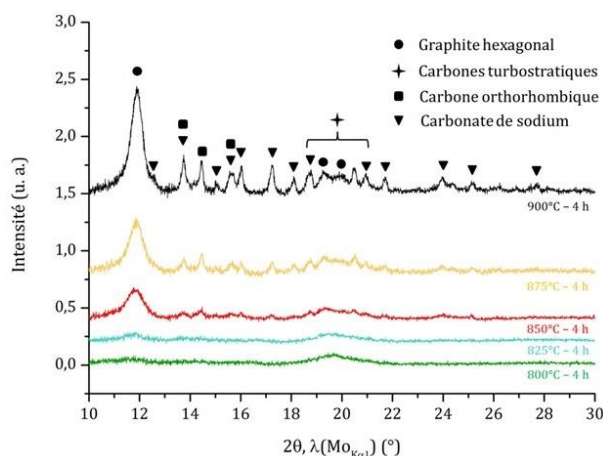 3,0
2,5
2,0
1,5
1,0
0,5
0,0
Intensité (u. a.)
Graphite hexagonal
Carbones turbostratiques
Carbone orthorhombique
Carbonate de sodium
900°C – 4 h
875°C – 4 h
850°C – 4 h
825°C – 4 h
800°C – 4 h
10 12 14 16 18 20 22 24 26 28 30
2θ, λ(Mo_Kα1) (°)